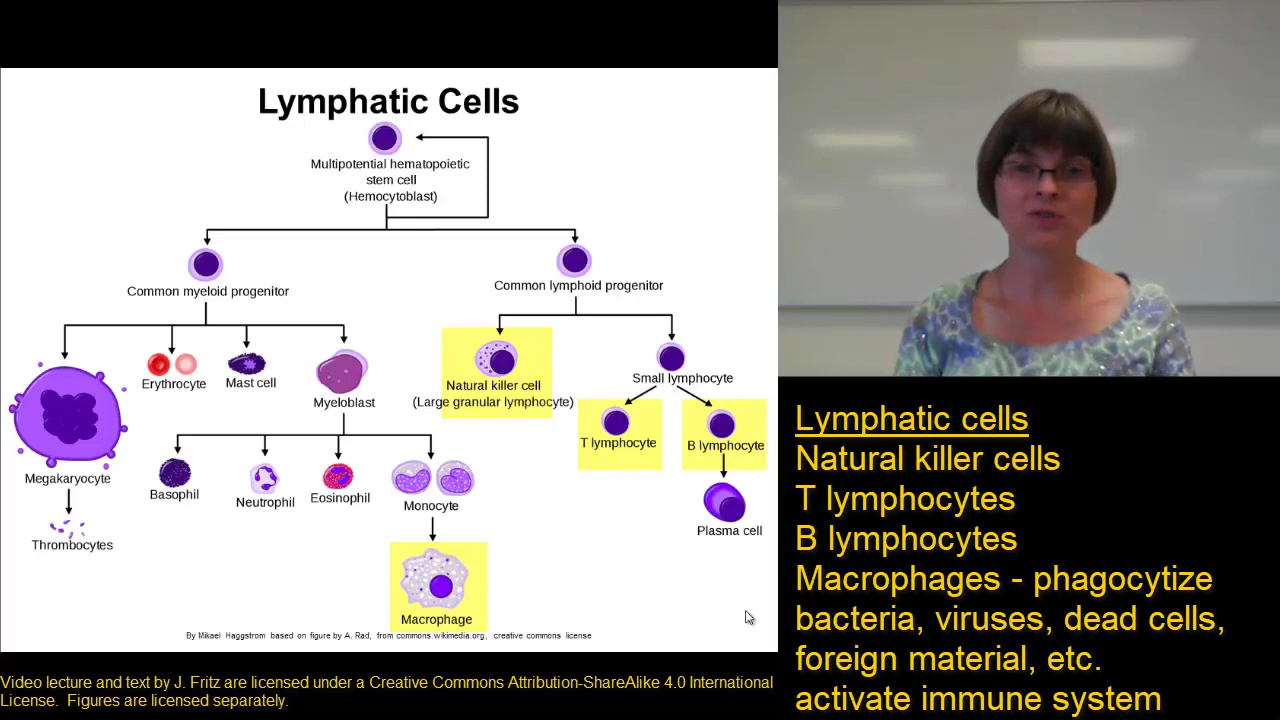 Lymphatic Cells
Multipotential hematopoietic
stem cell
(Hemocytoblast)
Common myeloid progenitor
Common lymphoid progenitor
Erythrocyte
Mast cell
Myeloblast
Natural killer cell
(Large granular lymphocyte)
Small lymphocyte
T lymphocyte
B lymphocyte
Megakaryocyte
Basophil
Neutrophil
Eosinophil
Monocyte
Plasma cell
Thrombocytes
Macrophage
By Mikael Haggstrom based on figure by A. Rad, from commons.wikimedia.org, creative commons license
Lymphatic cells
Natural killer cells
T lymphocytes
B lymphocytes
Macrophages - phagocytize
bacteria, viruses, dead cells,
foreign material, etc.
activate immune system
Video lecture and text by J. Fritz are licensed under a Creative Commons Attribution-ShareAlike 4.0 International
License. Figures are licensed separately.